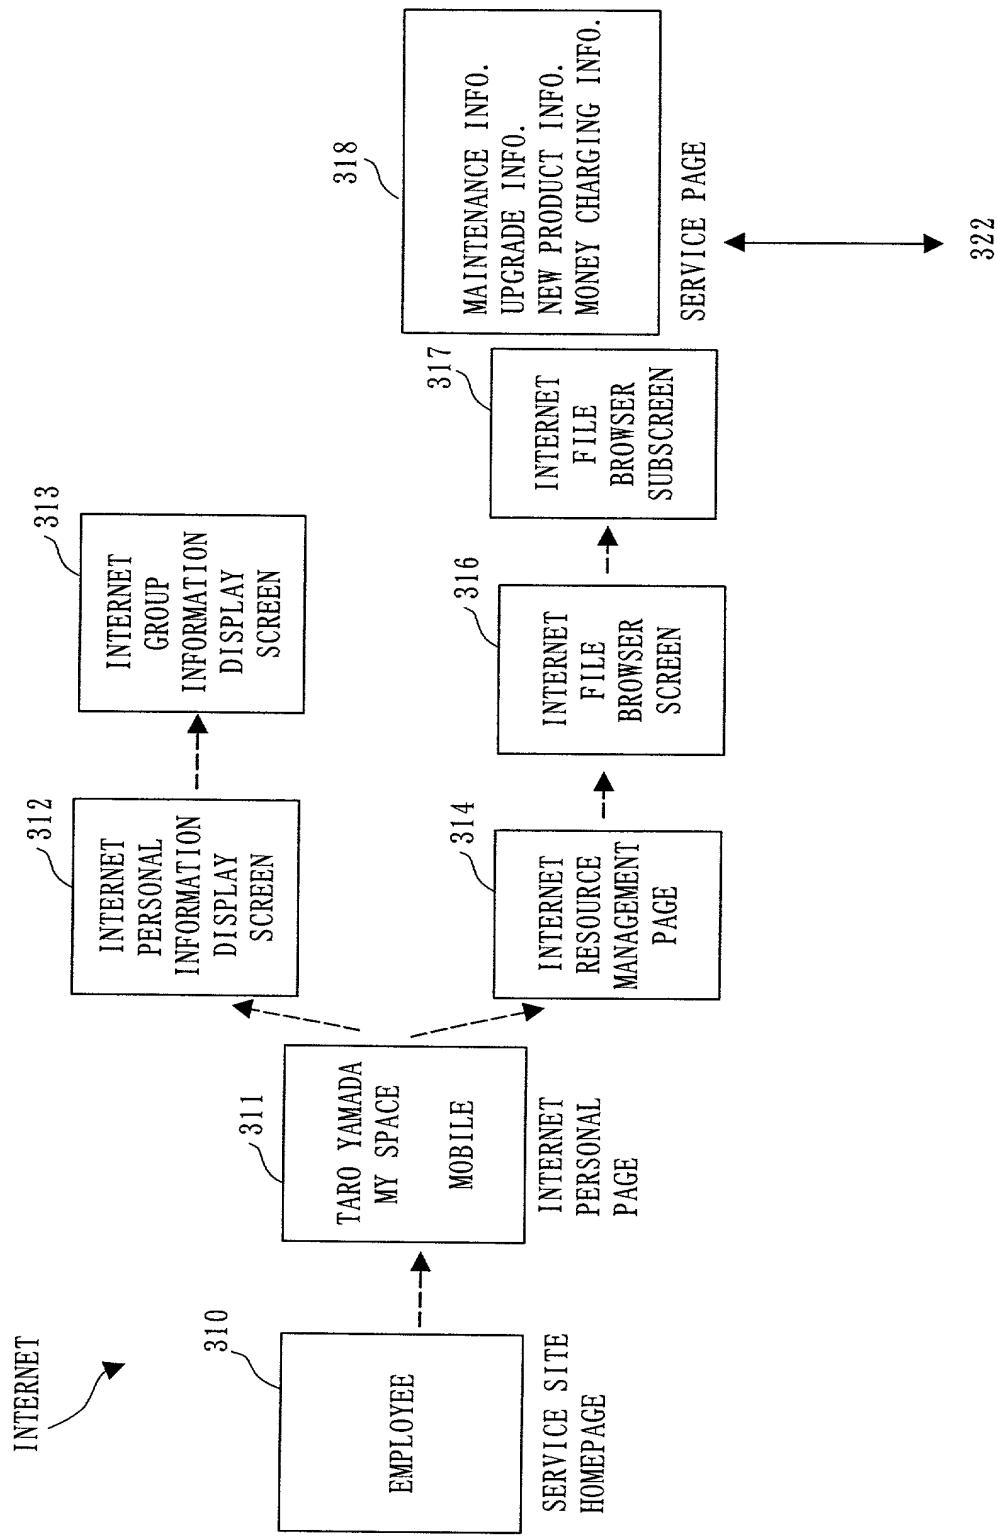 INTERNET
310
EMPLOYEE
SERVICE SITE
HOMEPAGE
311
TARO YAMADA
MY SPACE
MOBILE
INTERNET
PERSONAL
PAGE
312
INTERNET
PERSONAL
INFORMATION
DISPLAY
SCREEN
313
INTERNET
GROUP
INFORMATION
DISPLAY
SCREEN
314
INTERNET
RESOURCE
MANAGEMENT
PAGE
316
INTERNET
FILE
BROWSER
SCREEN
317
INTERNET
FILE
BROWSER
SUBSCREEN
318
MAINTENANCE INFO.
UPGRADE INFO.
NEW PRODUCT INFO.
MONEY CHARGING INFO.
SERVICE PAGE
322